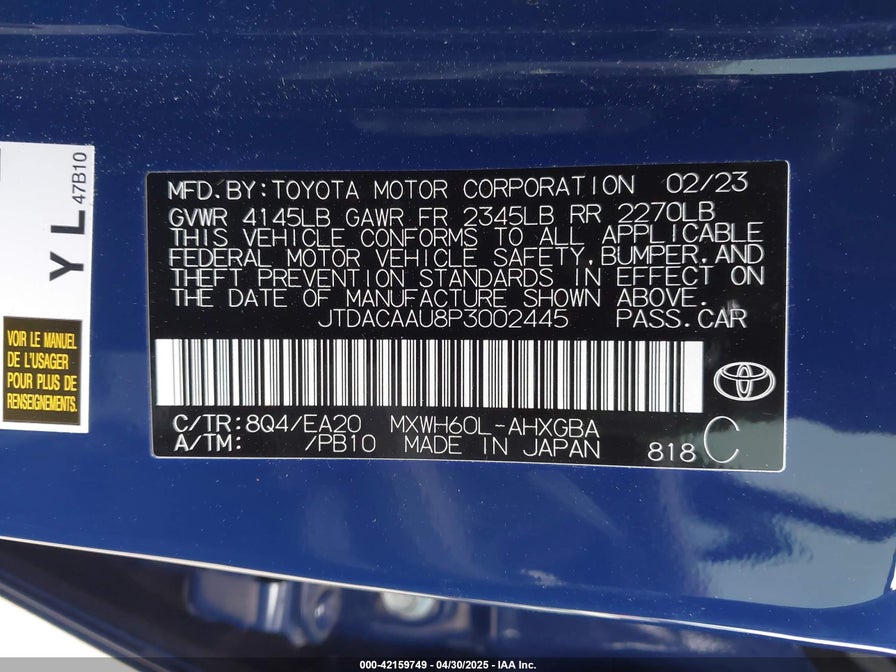 YL
47B10
VOIR LE MANUEL
DE L'USAGER
POUR PLUS DE
RENSEIGNEMENTS.
MFD.BY:TOYOTA MOTOR CORPORATION 02/23
GVWR 4145LB GAWR FR 2345LB RR 2270LB
THIS VEHICLE CONFORMS TO ALL APPLICABLE
FEDERAL MOTOR VEHICLE SAFETY,BUMPER,AND
THEFT PREVENTION STANDARDS IN EFFECT ON
THE DATE OF MANUFACTURE SHOWN ABOVE.
JTDACAAU8P3002445 PASS.CAR
C/TR:8Q4/EA20 MXWH60L-AHXGBA
A/TM: /PB10 MADE IN JAPAN 818 C
000-42159749 - 04/30/2025 - IAA Inc.